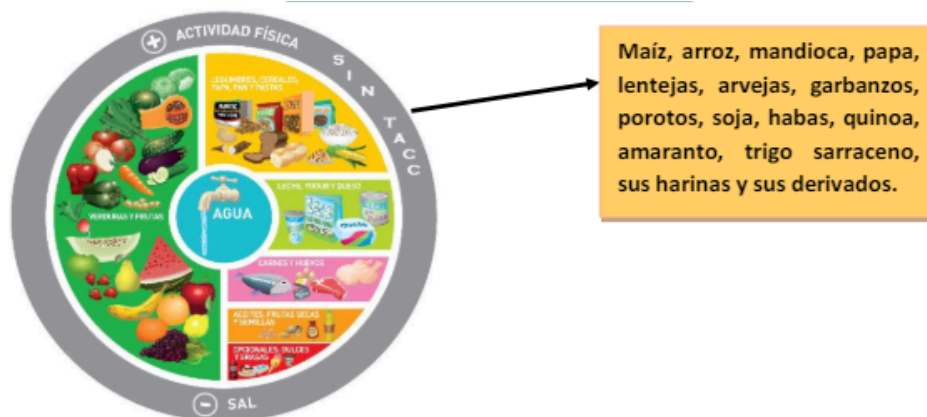 ACTIVIDAD FÍSICA
SIN TACC
LEGUMBRES, CEREALES,
PAPA, PAN Y PASTAS
LECHE, YOGUR Y QUESO
AGUA
VERDURAS Y FRUTAS
CARNES Y HUEVOS
ACEITES, FRUTAS SECAS
Y SEMILLAS
OPCIONALES, DULCES
Y GRASAS
SAL
Maíz, arroz, mandioca, papa,
lentejas, arvejas, garbanzos,
porotos, soja, habas, quinoa,
amaranto, trigo sarraceno,
sus harinas y sus derivados.